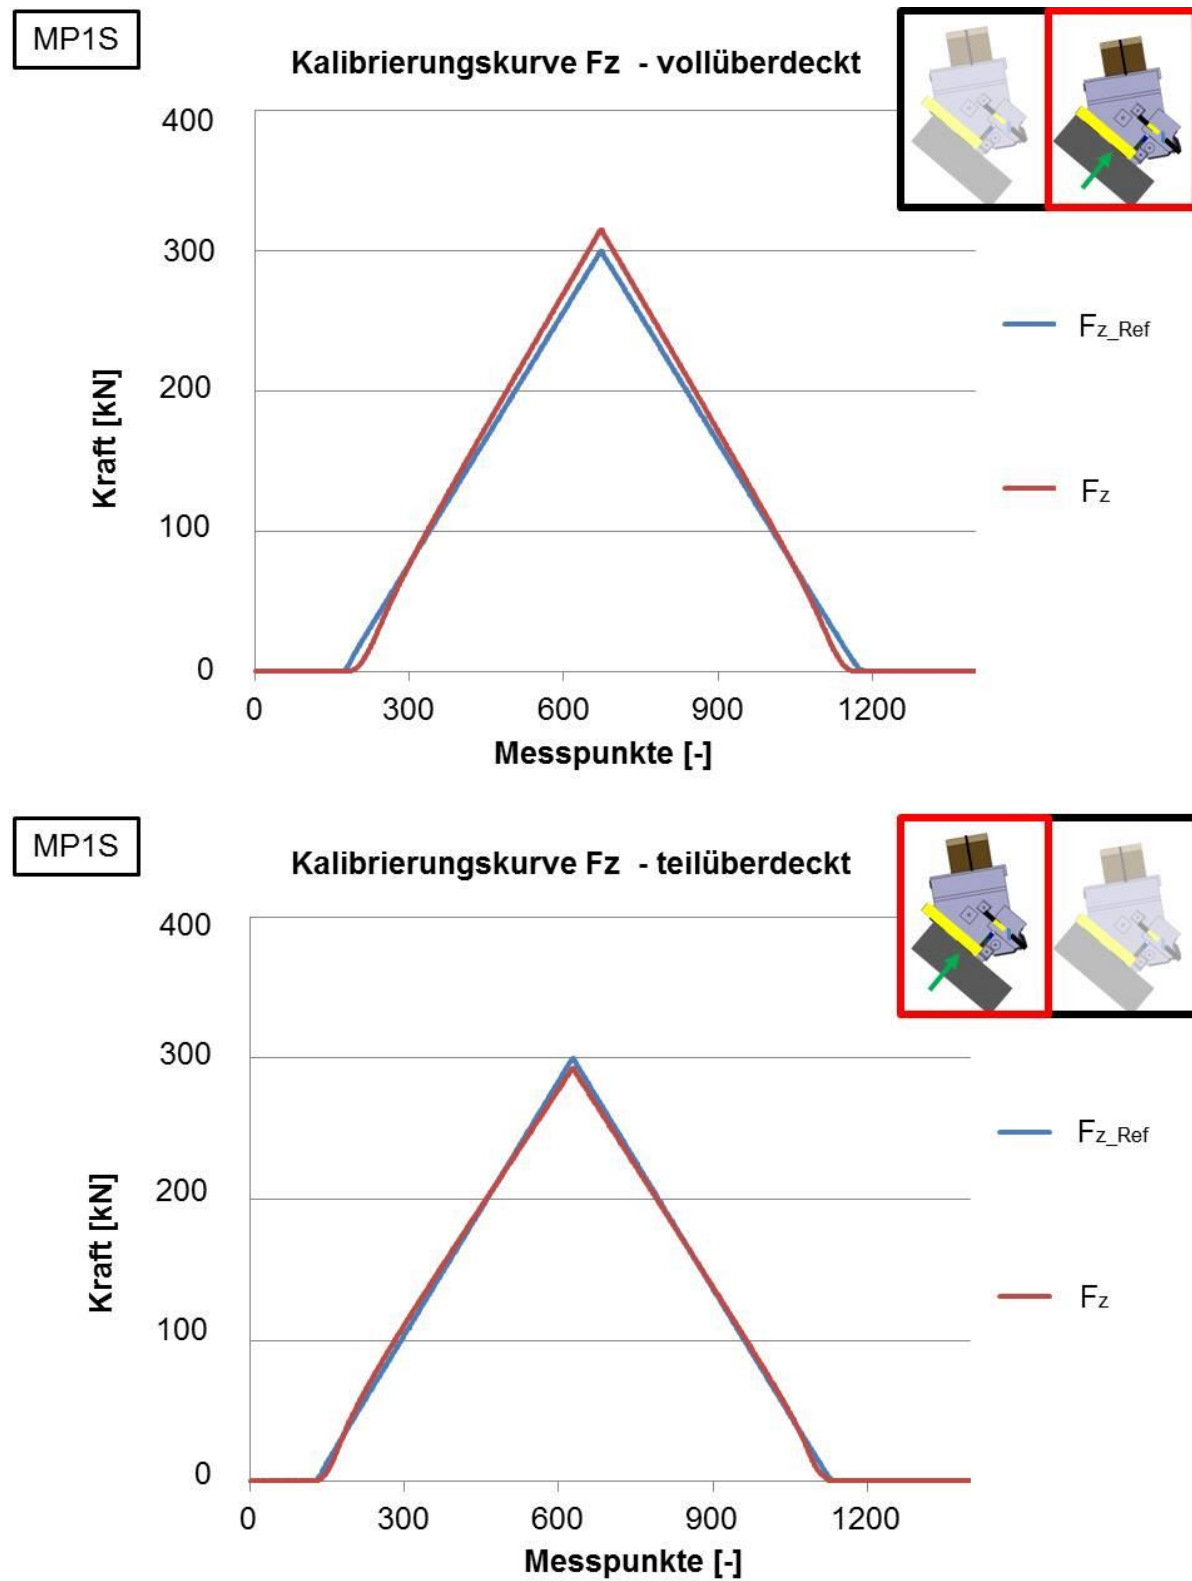 MP1S
Kalibrierungskurve Fz - vollüberdeckt
400
300
200
100
0
Kraft [kN]
0 300 600 900 1200
Messpunkte [-]
Fz_Ref
Fz
MP1S
Kalibrierungskurve Fz - teilüberdeckt
400
300
200
100
0
Kraft [kN]
0 300 600 900 1200
Messpunkte [-]
Fz_Ref
Fz